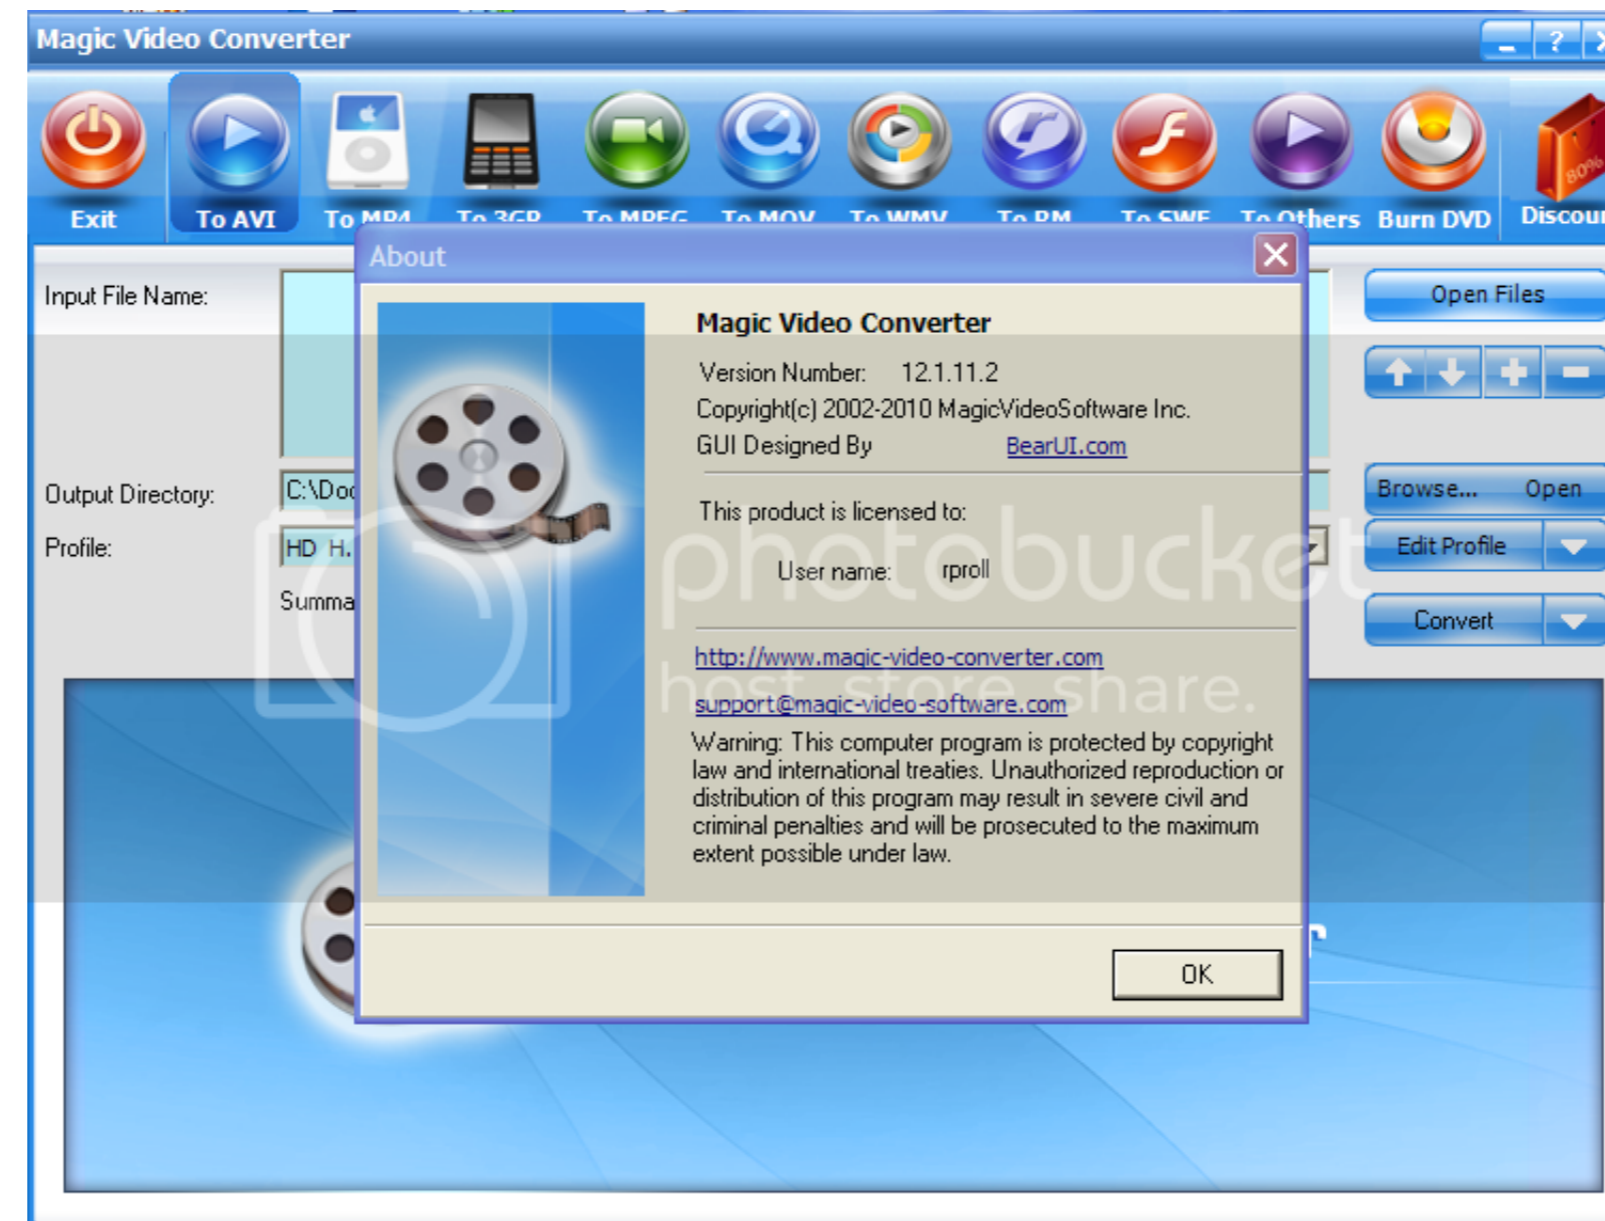 Magic Video Converter
?
Exit
To AVI
To MP4
To 3GP
To MPEG
To MOV
To WMV
To RM
To SWF
To Others
Burn DVD
80%
About
Input File Name:
Open Files
Magic Video Converter
Version Number: 12.1.11.2
Copyright(c) 2002-2010 MagicVideoSoftware Inc.
GUI Designed By BearUI.com
Output Directory:
Browse... Open
This product is licensed to:
photobucket
Profile:
HD H.
Edit Profile
User name: rproll
Convert
http://www.magic-video-converter.com
host. store. share.
support@magic-video-software.com
Warning: This computer program is protected by copyright
law and international treaties. Unauthorized reproduction or
distribution of this program may result in severe civil and
criminal penalties and will be prosecuted to the maximum
extent possible under law.
OK